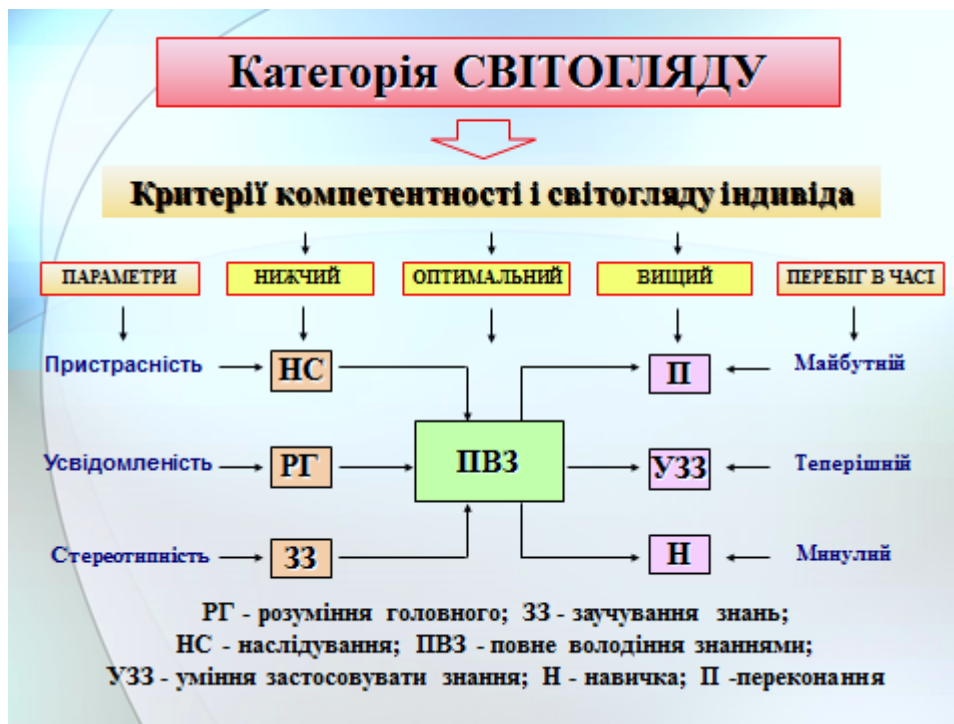 Категорія СВІТОГЛЯДУ
Критерії компетентності і світогляду індивіда
ПАРАМЕТРИ НИЖЧИЙ ОПТИМАЛЬНИЙ ВИЩИЙ ПЕРЕБІГ В ЧАСІ
Пристрасність НС П Майбутній
Усвідомленість РГ ПВЗ УЗЗ Теперішній
Стереотипність ЗЗ Н Минулий
РГ - розуміння головного; ЗЗ - заучування знань;
НС - наслідування; ПВЗ - повне володіння знаннями;
УЗЗ - уміння застосовувати знання; Н - навичка; П -переконання